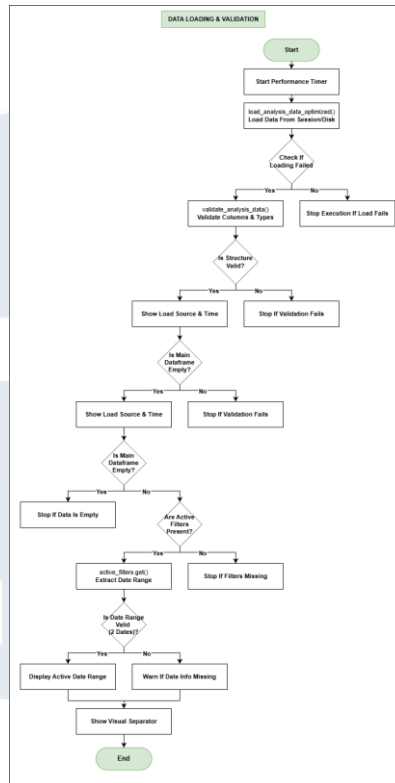 DATA LOADING & VALIDATION
Start
Start Performance Timer
load_analysis_data_optimized()
Load Data From Session/Disk
Check If
Loading Failed
Yes
No
validate_analysis_data()
Validate Columns & Types
Stop Execution If Load Fails
Is Structure
Valid?
Yes
No
Show Load Source & Time
Stop If Validation Fails
Is Main
Dataframe
Empty?
Yes
No
Show Load Source & Time
Stop If Validation Fails
Is Main
Dataframe
Empty?
Yes
No
Stop If Data Is Empty
Are Active
Filters
Present?
Yes
No
active_filters.get()
Extract Date Range
Stop If Filters Missing
Is Date Range
Valid
(2 Dates)?
Yes
No
Display Active Date Range
Warn If Date Info Missing
Show Visual Separator
End